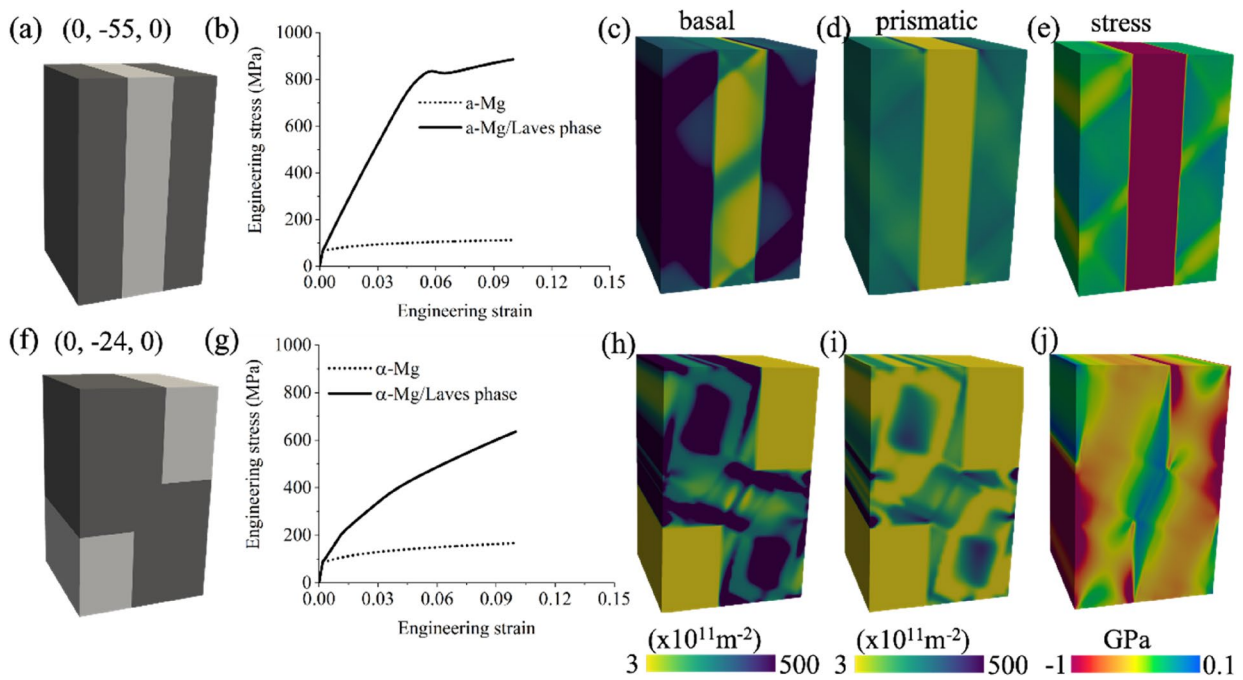 (a) (0, -55, 0) (b) (c) basal (d) prismatic (e) stress
1000
800
600
400
200
0
Engineering stress (MPa)
a-Mg
a-Mg/Laves phase
0.00 0.03 0.06 0.09 0.12 0.15
Engineering strain
(f) (0, -24, 0) (g) (h) (i) (j)
1000
800
600
400
200
0
Engineering stress (MPa)
α-Mg
α-Mg/Laves phase
0.00 0.03 0.06 0.09 0.12 0.15
Engineering strain
(x10¹¹m⁻²) (x10¹¹m⁻²) GPa
3 500 3 500 -1 0.1